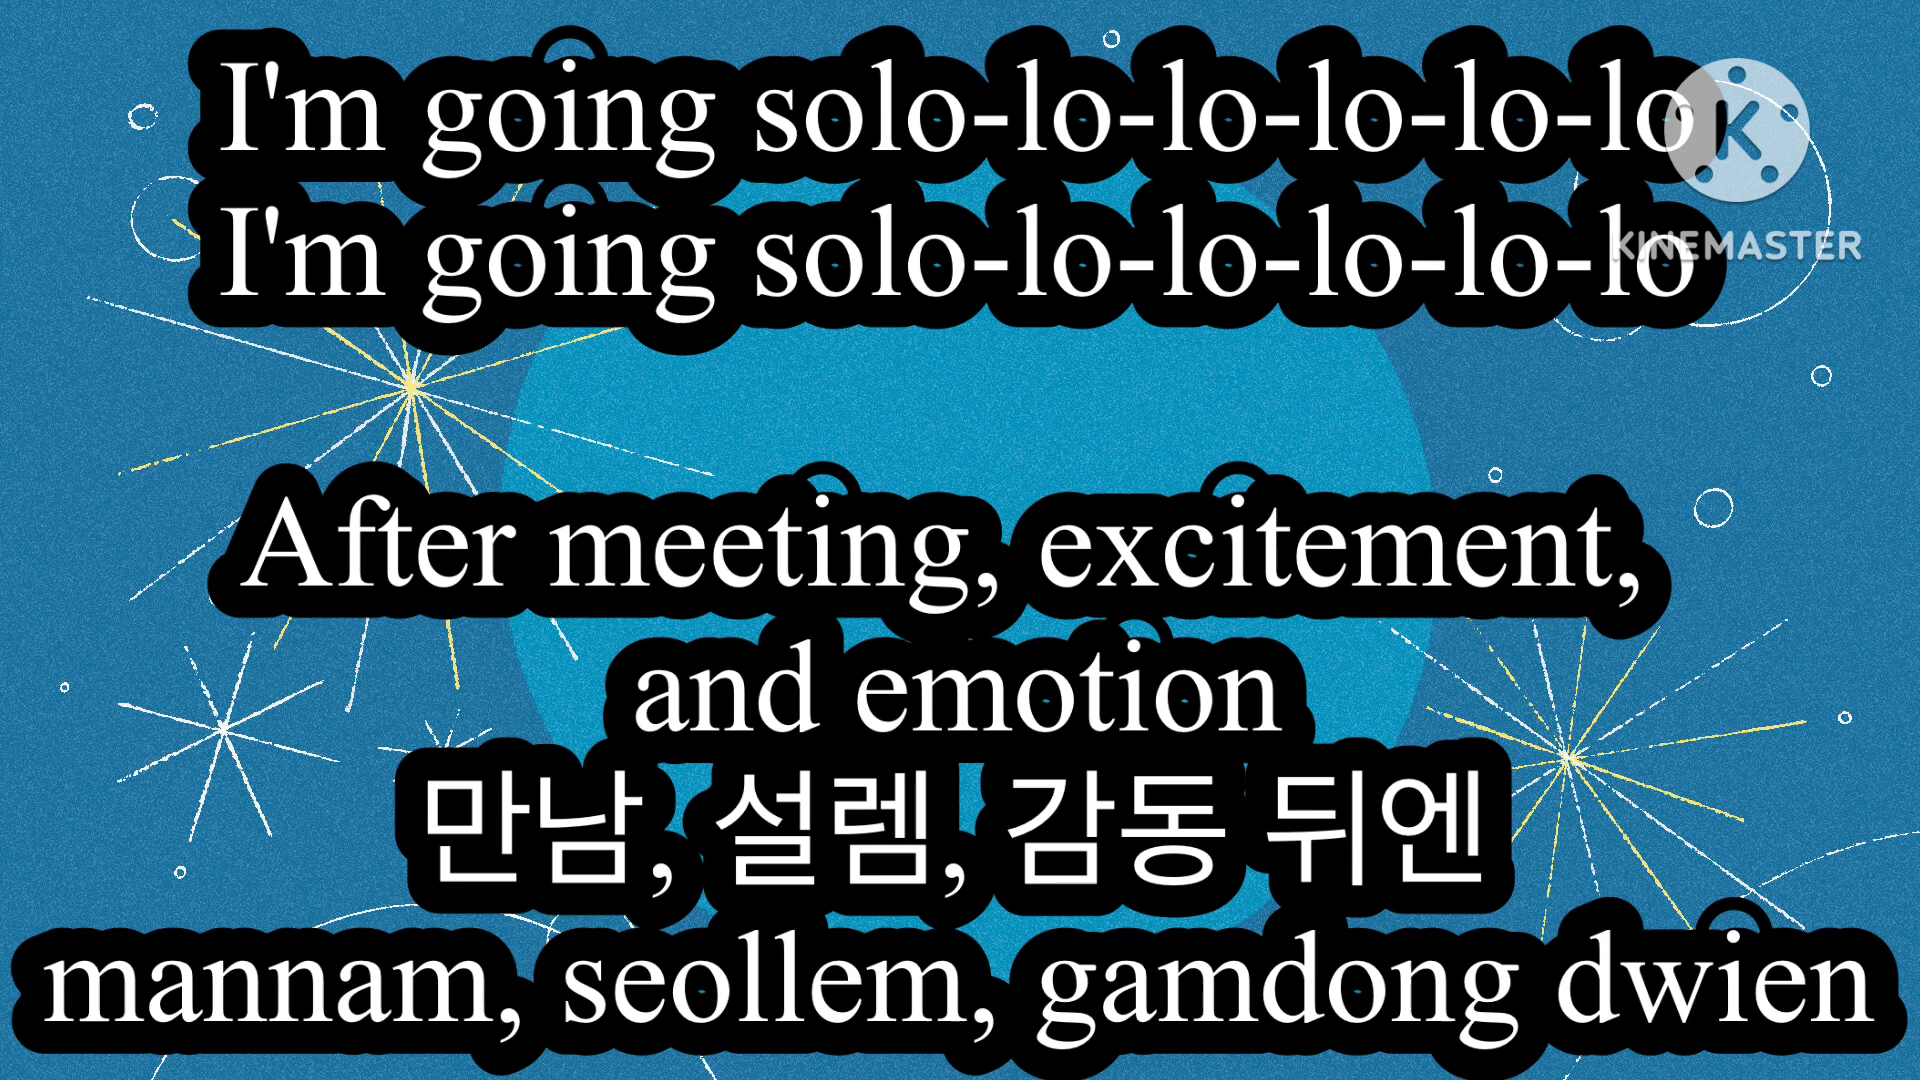 I'm going solo-lo-lo-lo-lo-lo
I'm going solo-lo-lo-lo-lo-lo
KINEMASTER
After meeting, excitement,
and emotion
만남, 설렘, 감동 뒤엔
mannam, seollem, gamdong dwien